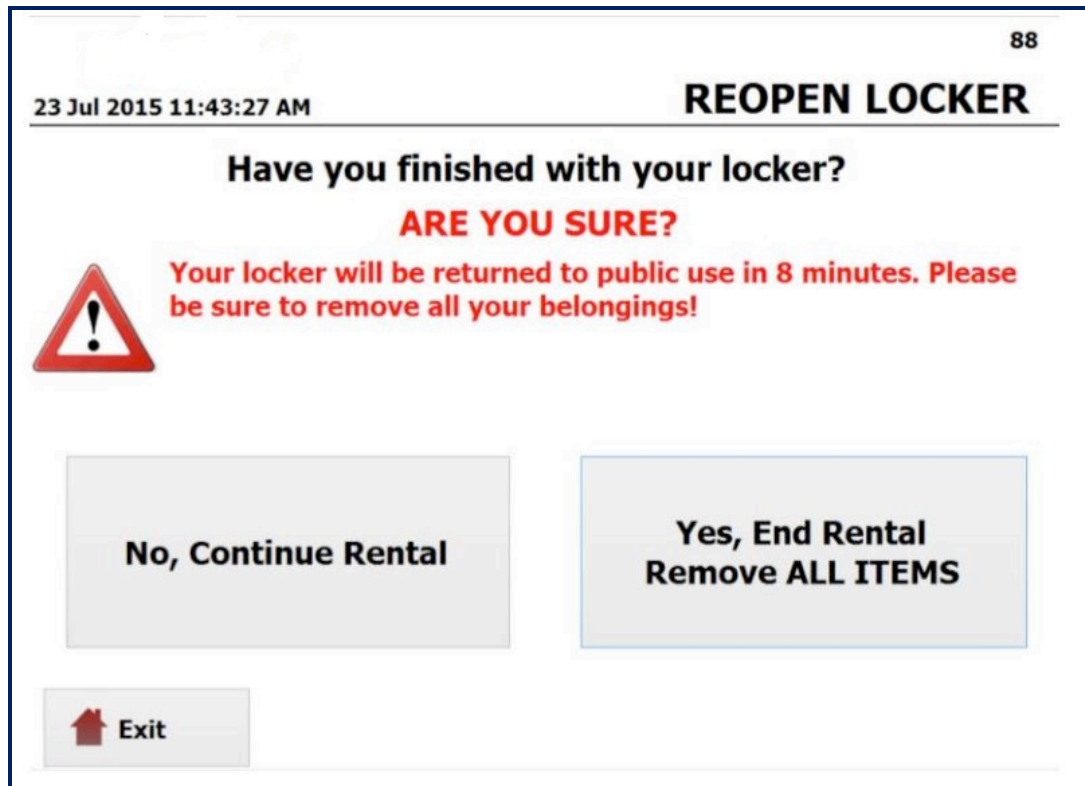 88
23 Jul 2015 11:43:27 AM
REOPEN LOCKER
Have you finished with your locker?
ARE YOU SURE?
Your locker will be returned to public use in 8 minutes. Please
be sure to remove all your belongings!
No, Continue Rental
Yes, End Rental
Remove ALL ITEMS
Exit